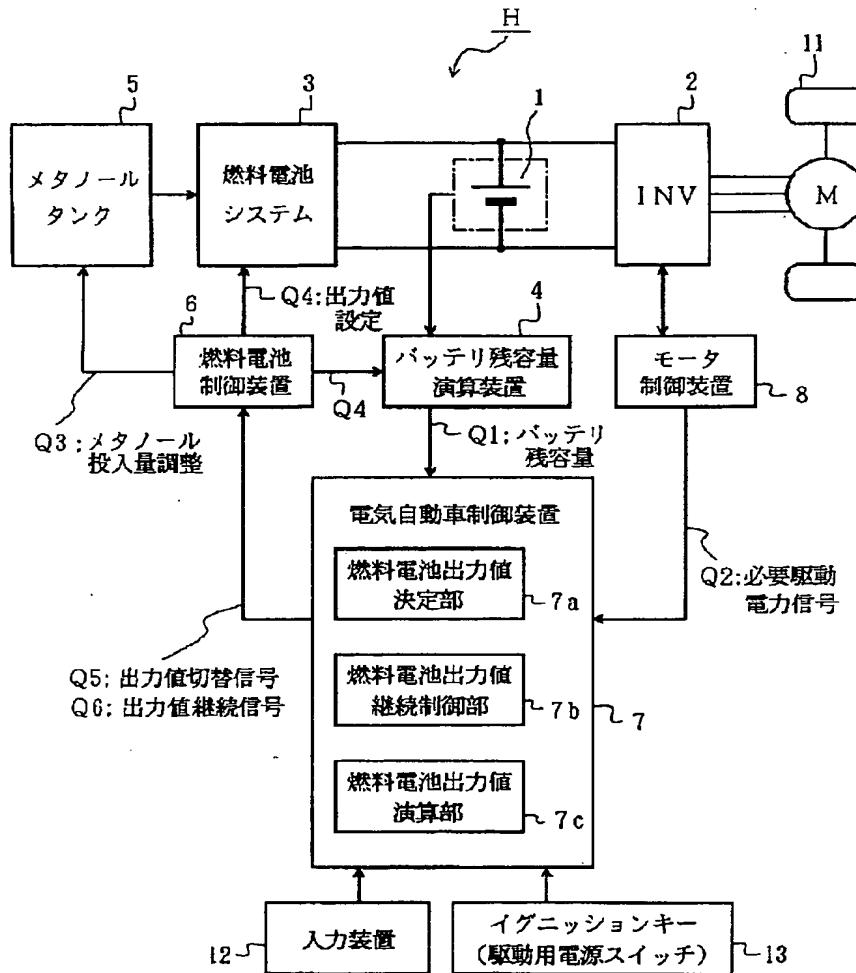 H
5
3
1
2
11
メタノール
タンク
燃料電池
システム
INV
M
Q4:出力値
設定
6
4
燃料電池
制御装置
Q4
バッテリ残容量
演算装置
モータ
制御装置
8
Q3:メタノール
投入量調整
Q1:バッテリ
残容量
電気自動車制御装置
燃料電池出力値
決定部
7a
Q2:必要駆動
電力信号
Q5:出力値切替信号
Q6:出力値継続信号
燃料電池出力値
継続制御部
7b
7
燃料電池出力値
演算部
7c
12
入力装置
イグニッションキー
(駆動用電源スイッチ)
13